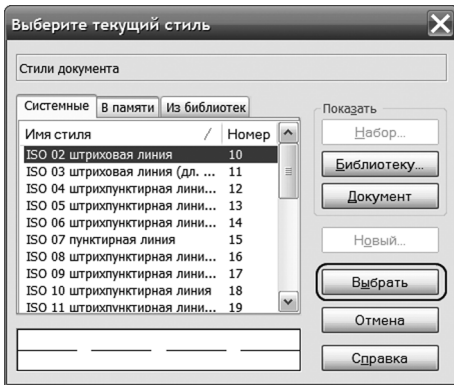 Выберите текущий стиль
Стили документа
Системные В памяти Из библиотек
Имя стиля / Номер
ISO 02 штриховая линия 10
ISO 03 штриховая линия (дл. ... 11
ISO 04 штрихпунктирная лини... 12
ISO 05 штрихпунктирная лини... 13
ISO 06 штрихпунктирная лини... 14
ISO 07 пунктирная линия 15
ISO 08 штрихпунктирная лини... 16
ISO 09 штрихпунктирная лини... 17
ISO 10 штрихпунктирная линия 18
ISO 11 штрихпунктирная лини... 19
Показать
Набор...
Библиотеку...
Документ
Новый...
Выбрать
Отмена
Справка